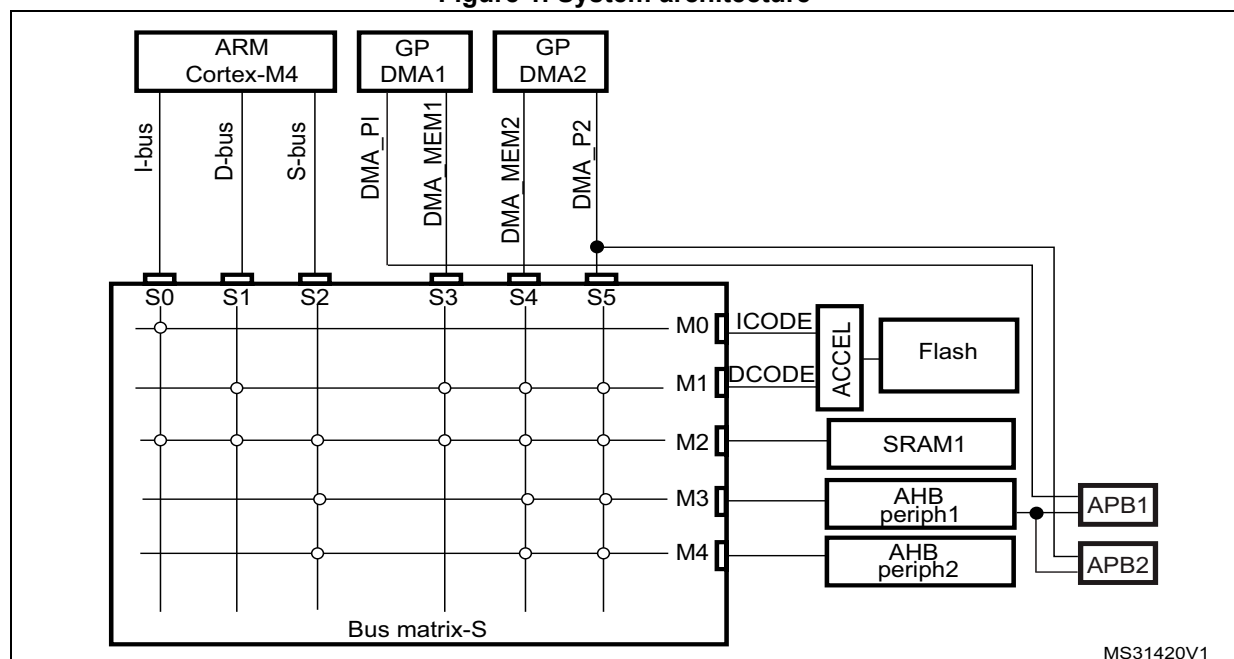 Figure 1. System architecture
ARM
Cortex-M4
GP
DMA1
GP
DMA2
I-bus
D-bus
S-bus
DMA_PI
DMA_MEM1
DMA_MEM2
DMA_P2
S0
S1
S2
S3
S4
S5
M0
ICODE
M1
DCODE
ACCEL
Flash
M2
SRAM1
M3
AHB
periph1
APB1
M4
AHB
periph2
APB2
Bus matrix-S
MS31420V1